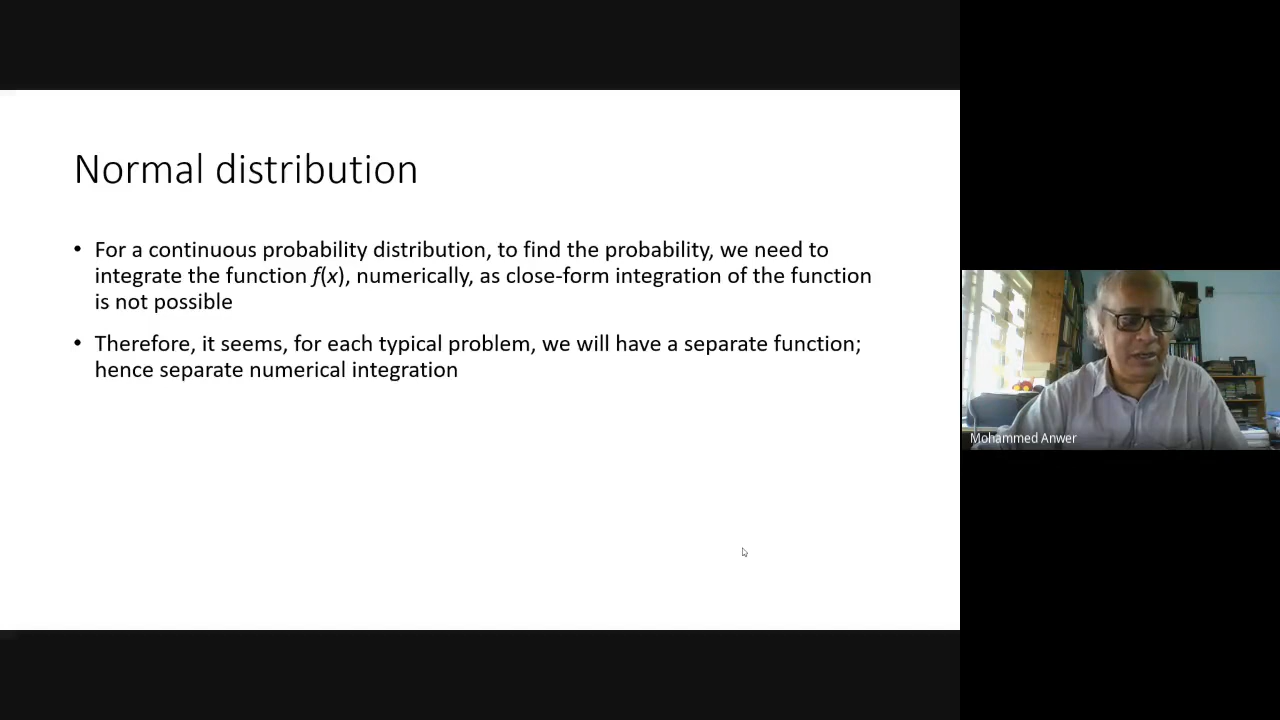 Normal distribution
• For a continuous probability distribution, to find the probability, we need to
integrate the function f(x), numerically, as close-form integration of the function
is not possible
• Therefore, it seems, for each typical problem, we will have a separate function;
hence separate numerical integration
Mohammed Anwer